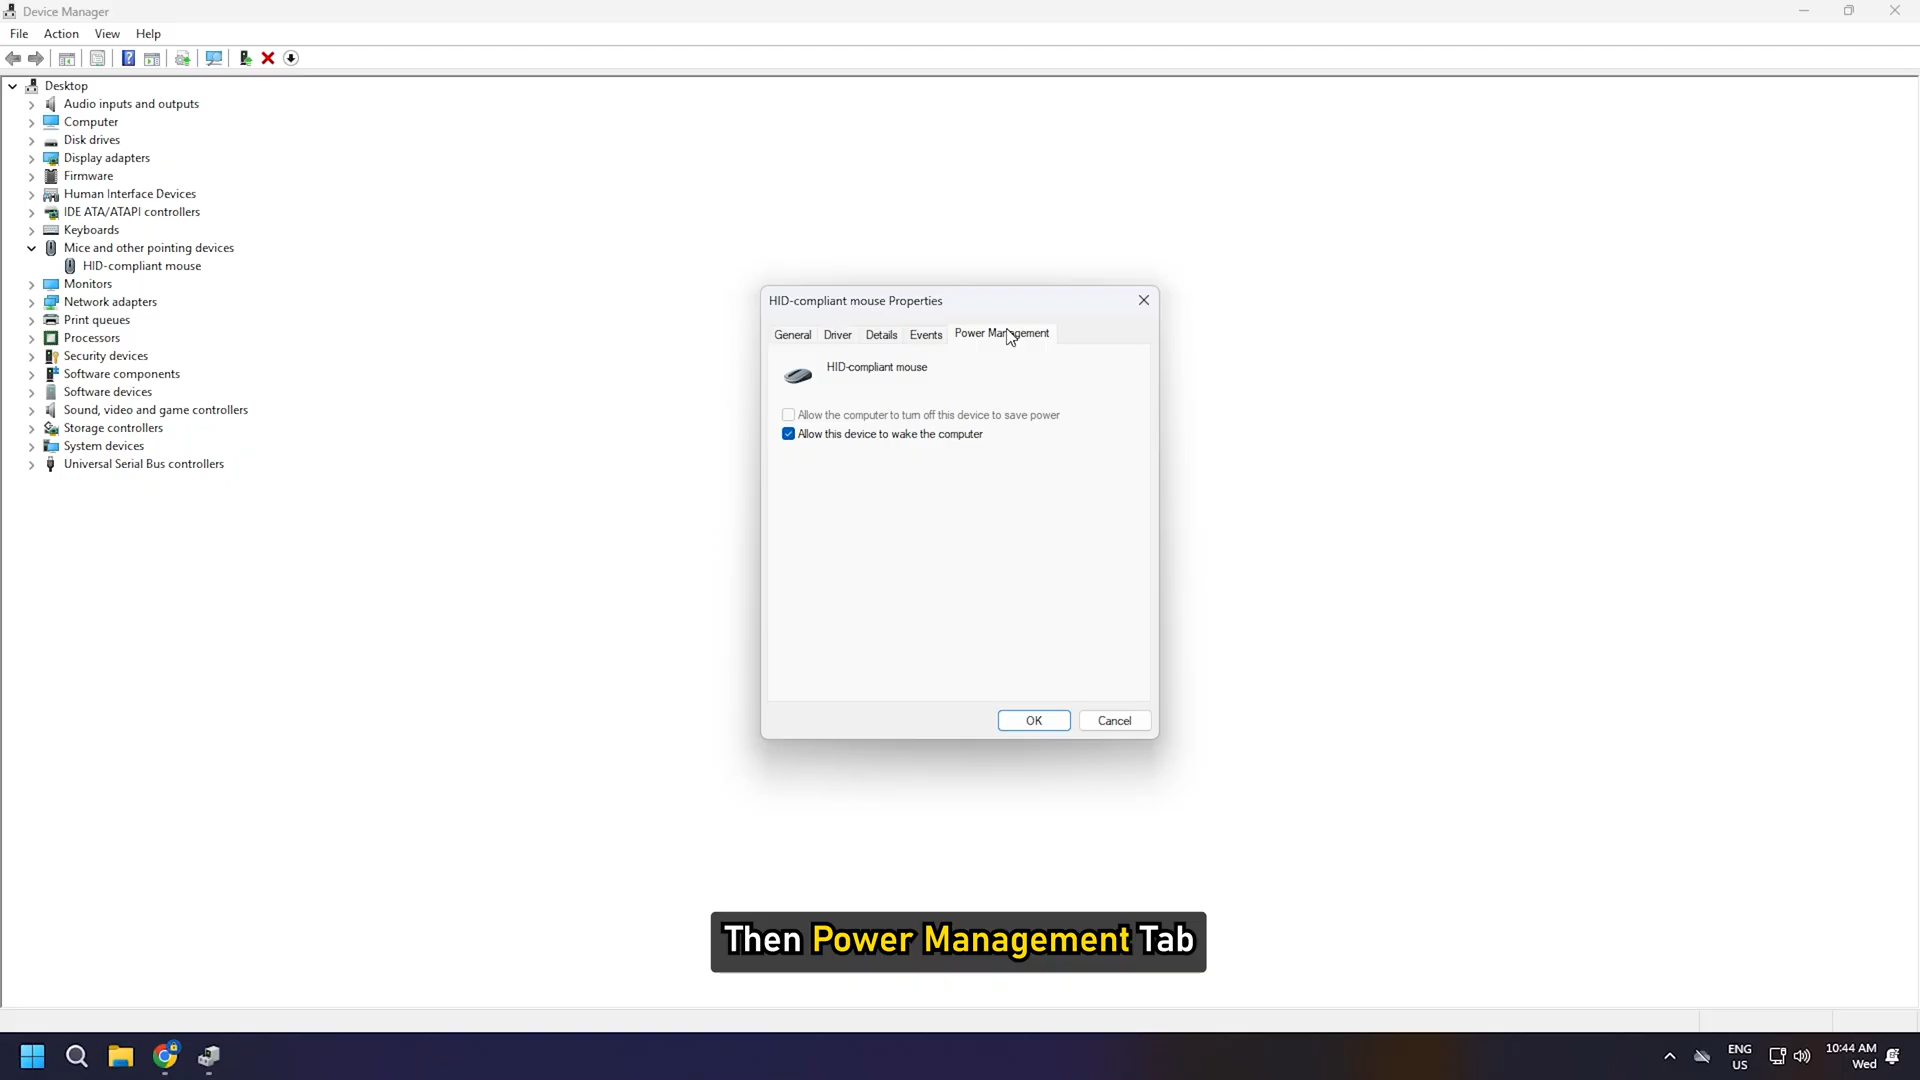 Device Manager
File Action View Help
Desktop
Audio inputs and outputs
Computer
Disk drives
Display adapters
Firmware
Human Interface Devices
IDE ATA/ATAPI controllers
Keyboards
Mice and other pointing devices
HID-compliant mouse
Monitors
Network adapters
Print queues
Processors
Security devices
Software components
Software devices
Sound, video and game controllers
Storage controllers
System devices
Universal Serial Bus controllers
HID-compliant mouse Properties
General Driver Details Events Power Management
HID-compliant mouse
Allow the computer to turn off this device to save power
Allow this device to wake the computer
OK Cancel
Then Power Management Tab
ENG
US
10:44 AM
Wed